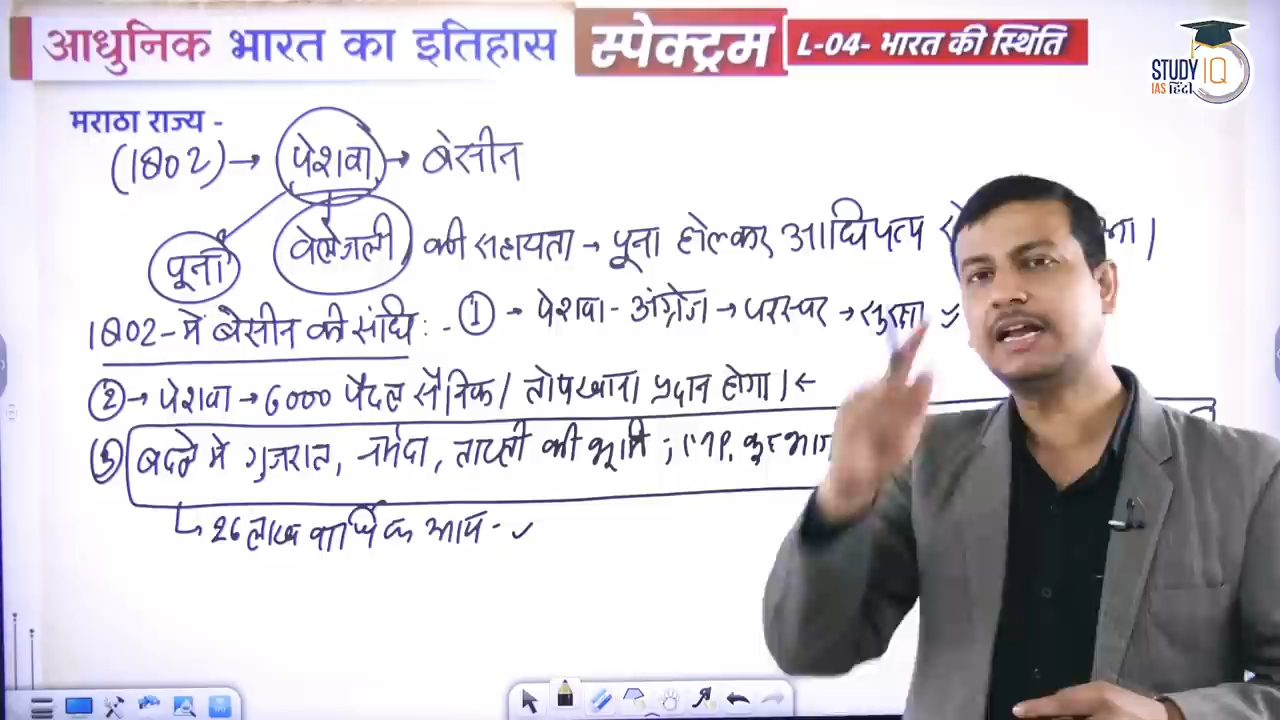 आधुनिक भारत का इतिहास स्पेक्ट्रम L-04- भारत की स्थिति
STUDY IQ
IAS हिंदी
मराठा राज्य -
(1802) → पेशवा → बेसीन
पूना वेलेजली की सहायता → पूना होल्कर आधिपत्य
1802 - में बेसीन की संधि : - ① → पेशवा - अंग्रेज → परस्पर → सुरक्षा
② → पेशवा → 6000 पैदल सैनिक / तोपखाना प्रदान होगा। ←
③ बदले में गुजरात, नर्मदा, ताप्ती की भूमि ;
↳ 26 लाख वार्षिक आय - ✓